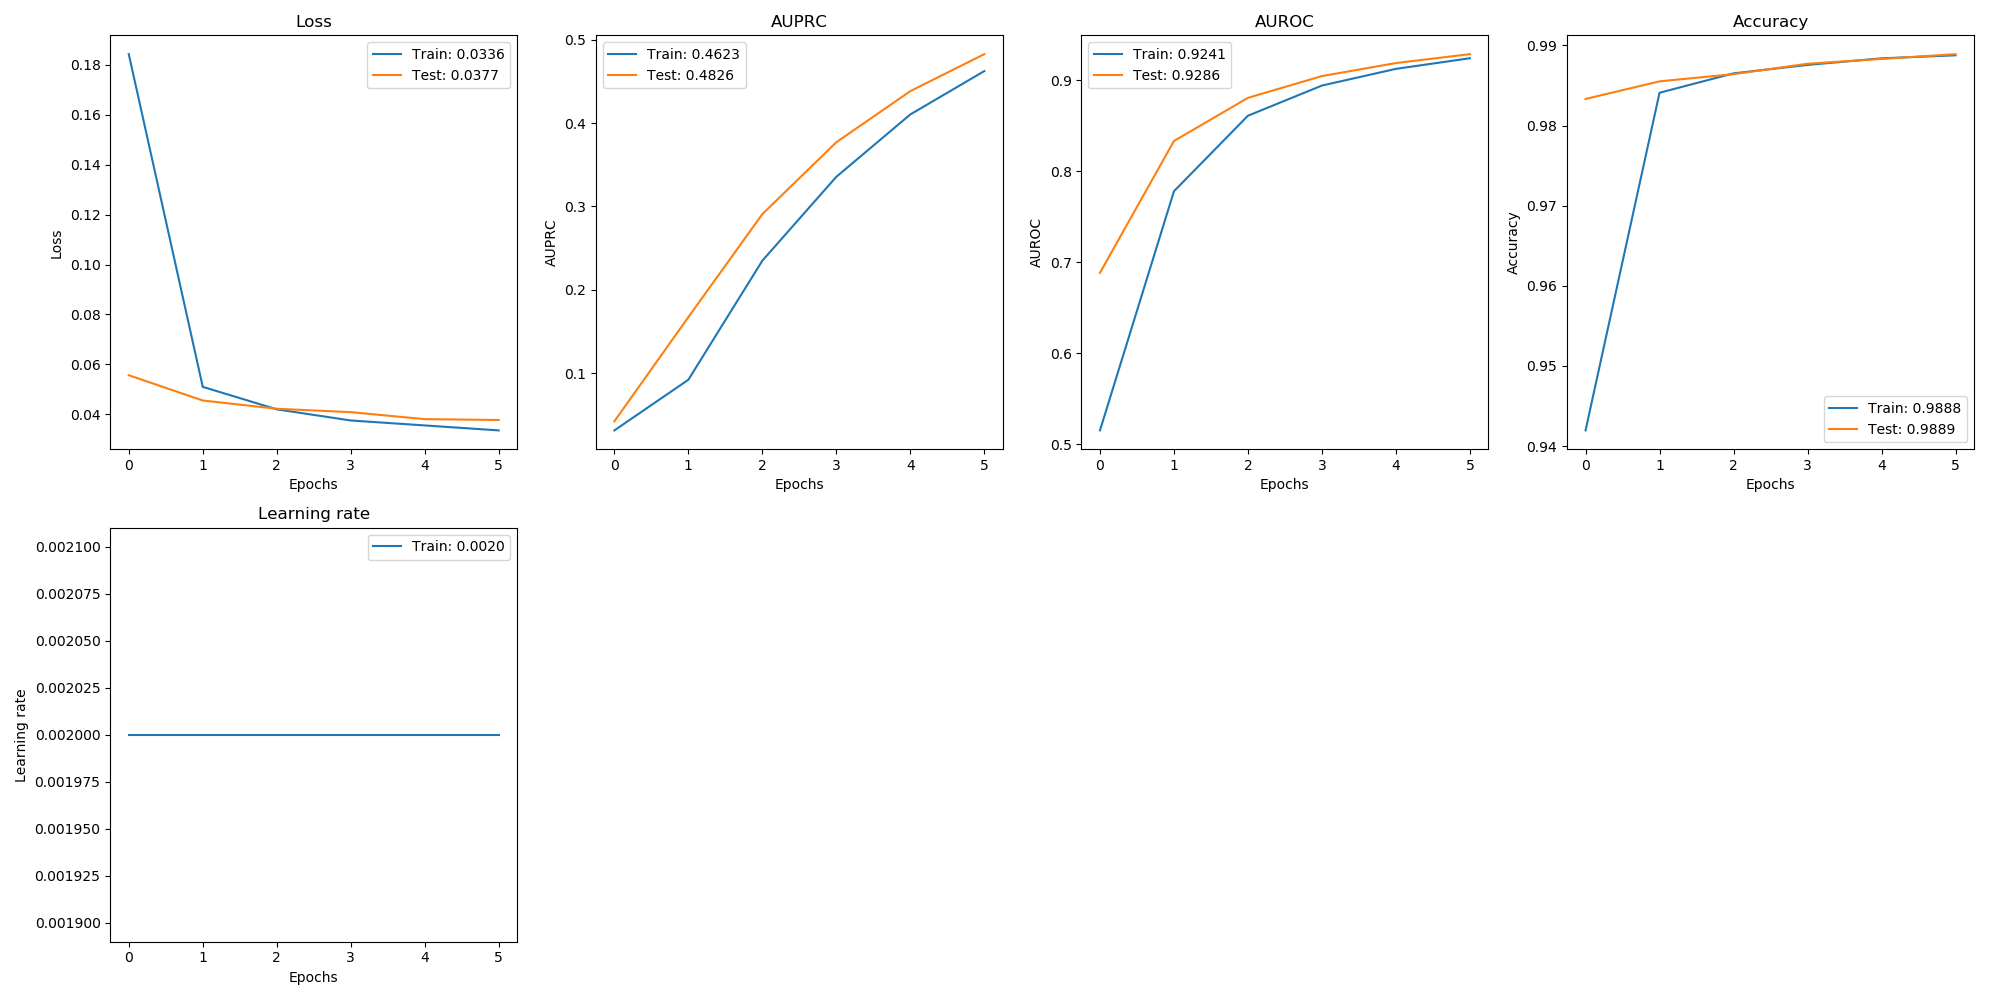 Loss
Train: 0.0336
Test: 0.0377
0.18
0.16
0.14
0.12
0.10
0.08
0.06
0.04
Loss
0 1 2 3 4 5
Epochs
AUPRC
Train: 0.4623
Test: 0.4826
0.5
0.4
0.3
0.2
0.1
AUPRC
0 1 2 3 4 5
Epochs
AUROC
Train: 0.9241
Test: 0.9286
0.9
0.8
0.7
0.6
0.5
AUROC
0 1 2 3 4 5
Epochs
Accuracy
0.99
0.98
0.97
0.96
0.95
0.94
Accuracy
Train: 0.9888
Test: 0.9889
0 1 2 3 4 5
Epochs
Learning rate
Train: 0.0020
0.002100
0.002075
0.002050
0.002025
0.002000
0.001975
0.001950
0.001925
0.001900
Learning rate
0 1 2 3 4 5
Epochs